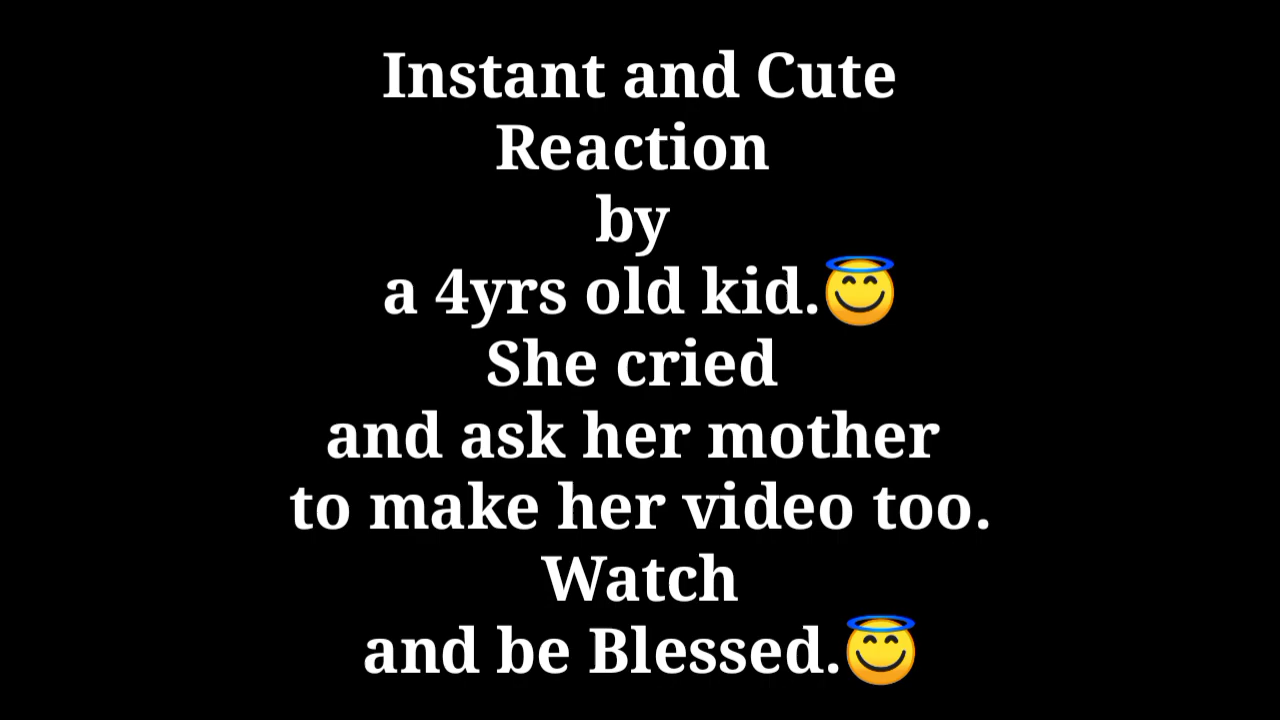 Instant and Cute
Reaction
by
a 4yrs old kid.😇
She cried
and ask her mother
to make her video too.
Watch
and be Blessed.😇